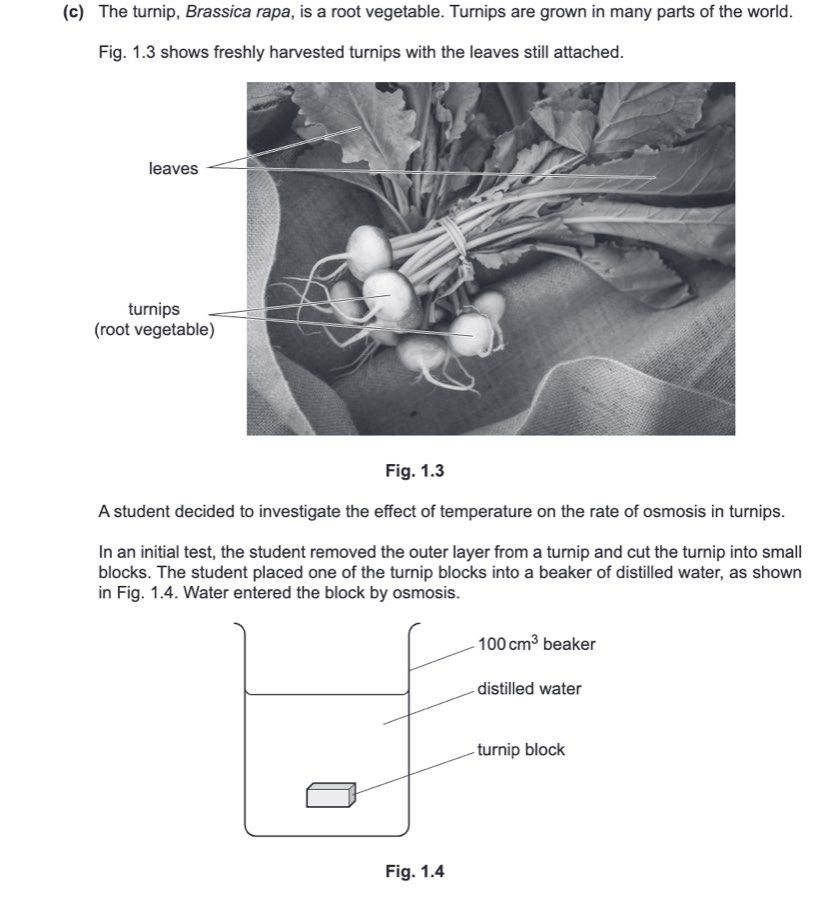 (c) The turnip, Brassica rapa, is a root vegetable. Turnips are grown in many parts of the world.
Fig. 1.3 shows freshly harvested turnips with the leaves still attached.
leaves
turnips
(root vegetable)
Fig. 1.3
A student decided to investigate the effect of temperature on the rate of osmosis in turnips.
In an initial test, the student removed the outer layer from a turnip and cut the turnip into small
blocks. The student placed one of the turnip blocks into a beaker of distilled water, as shown
in Fig. 1.4. Water entered the block by osmosis.
100 cm³ beaker
distilled water
turnip block
Fig. 1.4